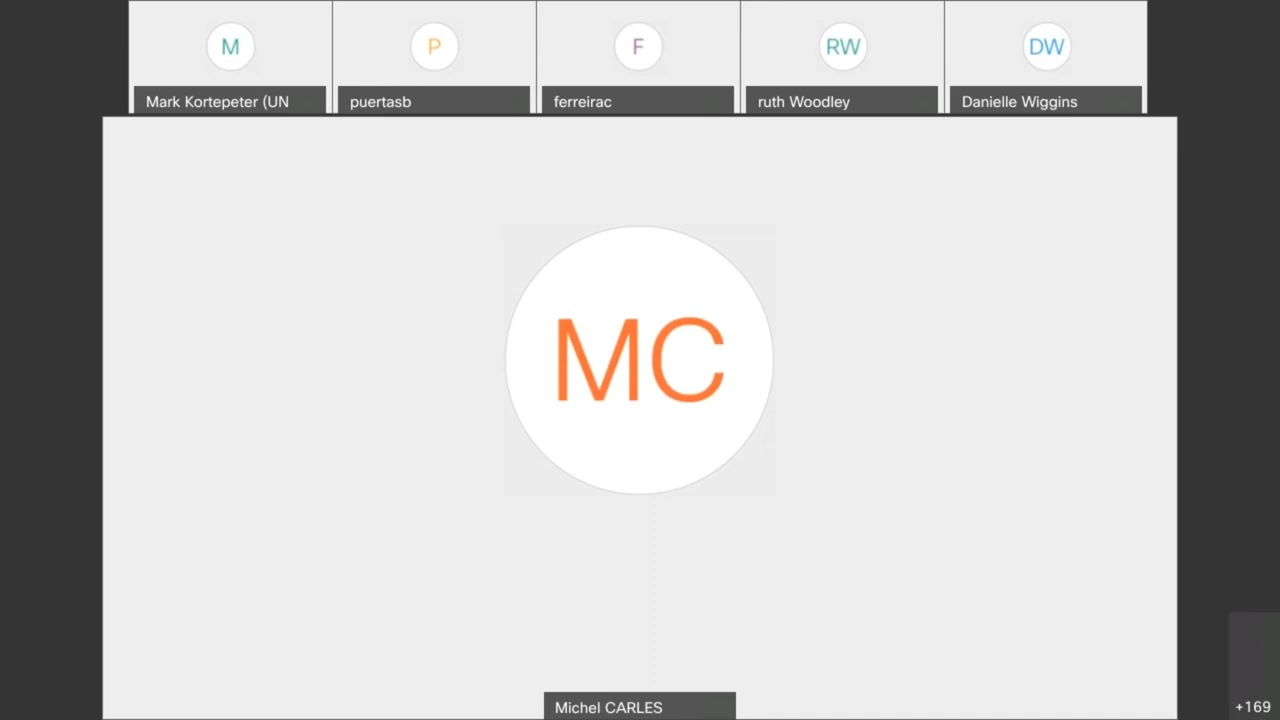 M
P
F
RW
DW
Mark Kortepeter (UN
puertasb
ferreirac
ruth Woodley
Danielle Wiggins
MC
Michel CARLES
+169